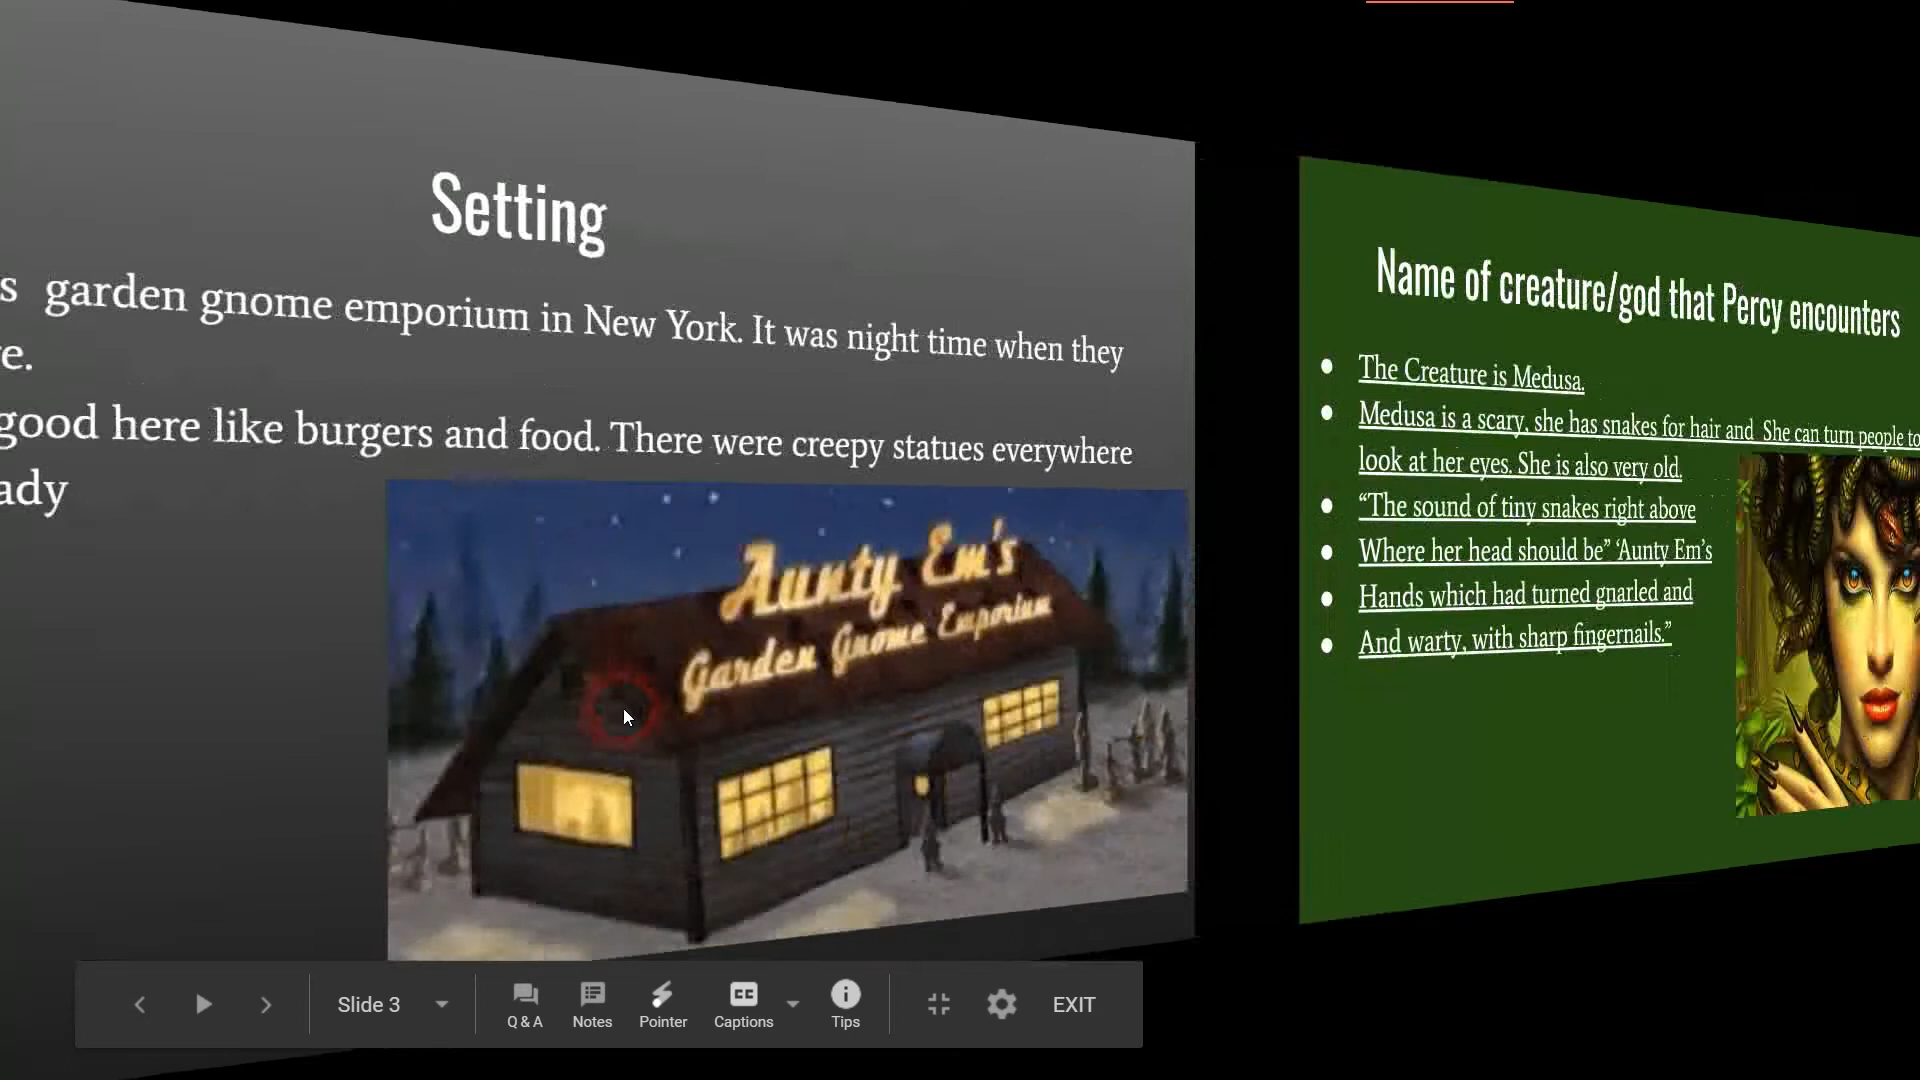 Setting
s garden gnome emporium in New York. It was night time when they
e.
good here like burgers and food. There were creepy statues everywhere
ady
Aunty Em's
Garden Gnome Emporium
Name of creature/god that Percy encounters
The Creature is Medusa.
Medusa is a scary, she has snakes for hair and She can turn people to
look at her eyes. She is also very old.
“The sound of tiny snakes right above
Where her head should be” ‘Aunty Em’s
Hands which had turned gnarled and
And warty, with sharp fingernails.”
Slide 3
Q & A
Notes
Pointer
CC
Captions
Tips
EXIT